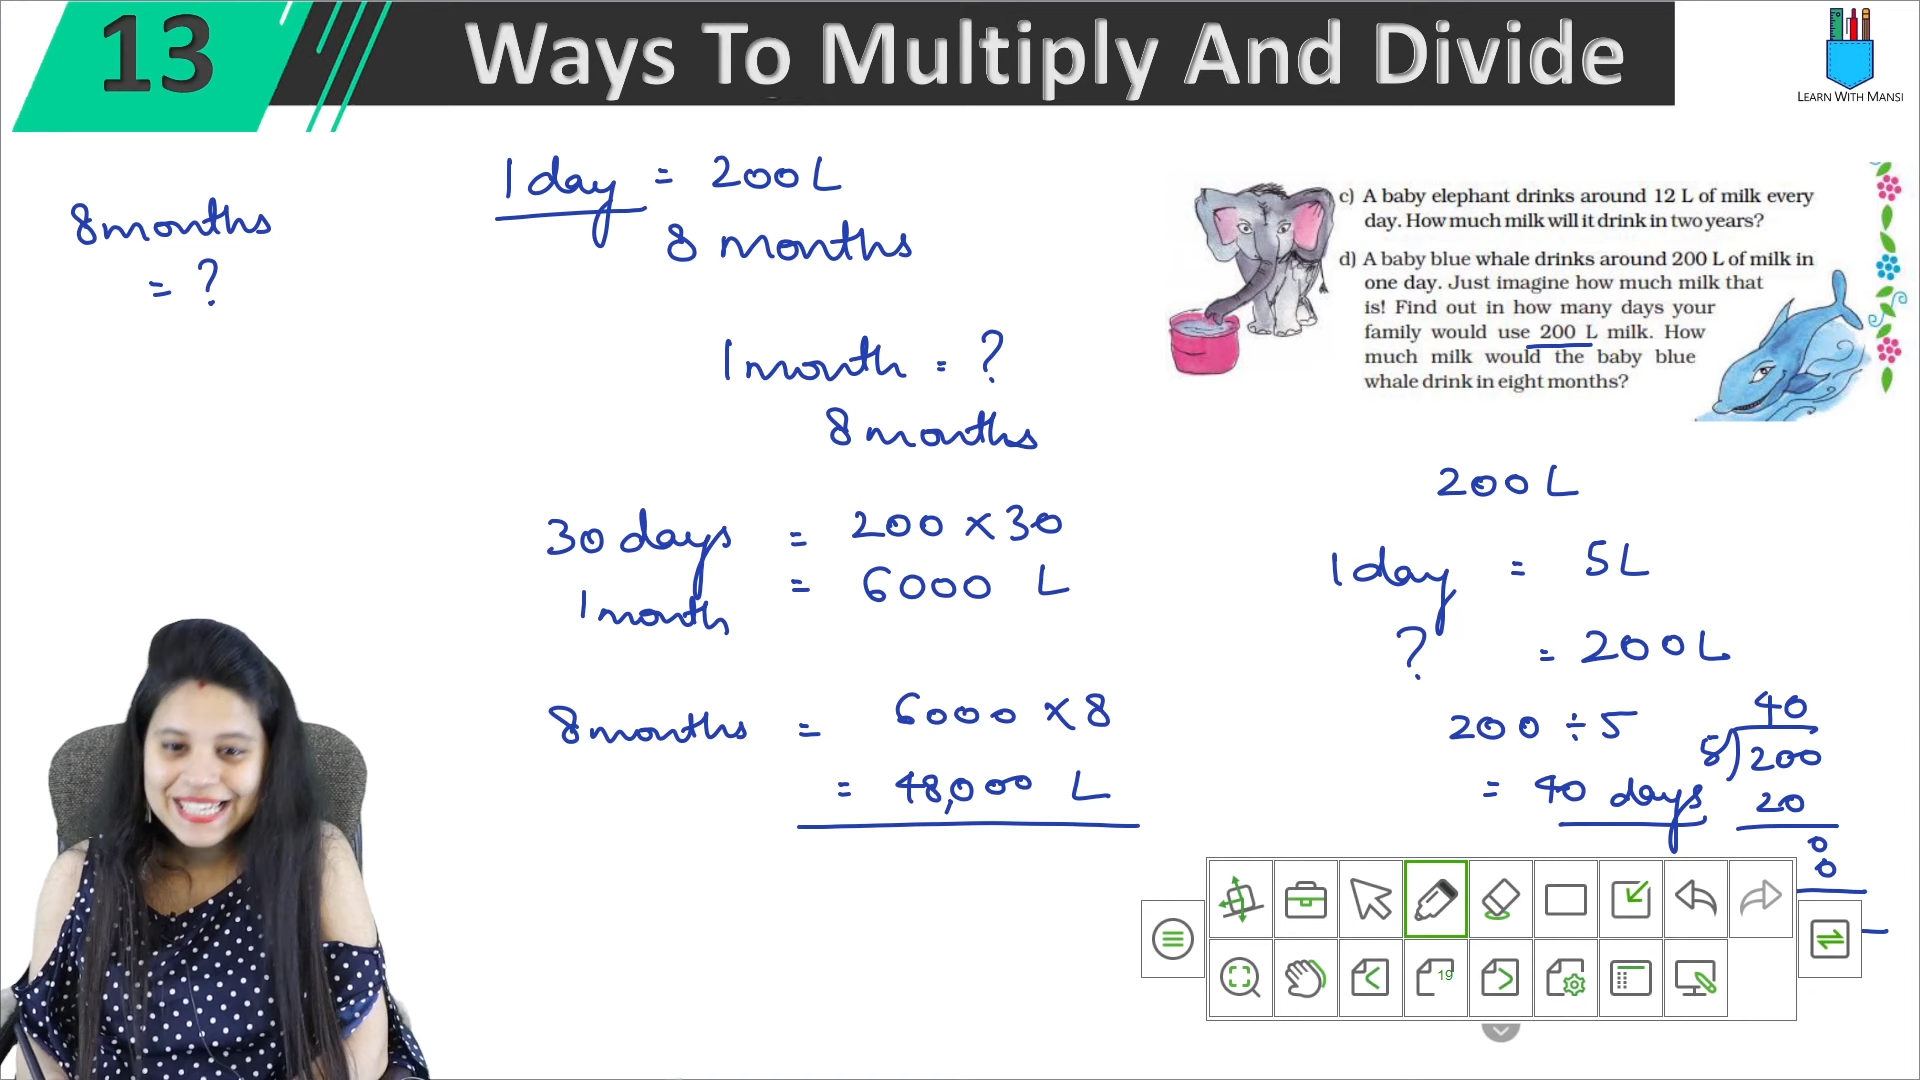 13 Ways To Multiply And Divide
LEARN WITH MANSI
8 months
= ?
1 day = 200 L
8 months
1 month = ?
8 months
30 days = 200 × 30
1 month = 6000 L
8 months = 6000 × 8
= 48,000 L
c) A baby elephant drinks around 12 L of milk every
day. How much milk will it drink in two years?
d) A baby blue whale drinks around 200 L of milk in
one day. Just imagine how much milk that
is! Find out in how many days your
family would use 200 L milk. How
much milk would the baby blue
whale drink in eight months?
200 L
1 day = 5 L
? = 200 L
200 ÷ 5
= 40 days
40
5)200
20
0
0
19